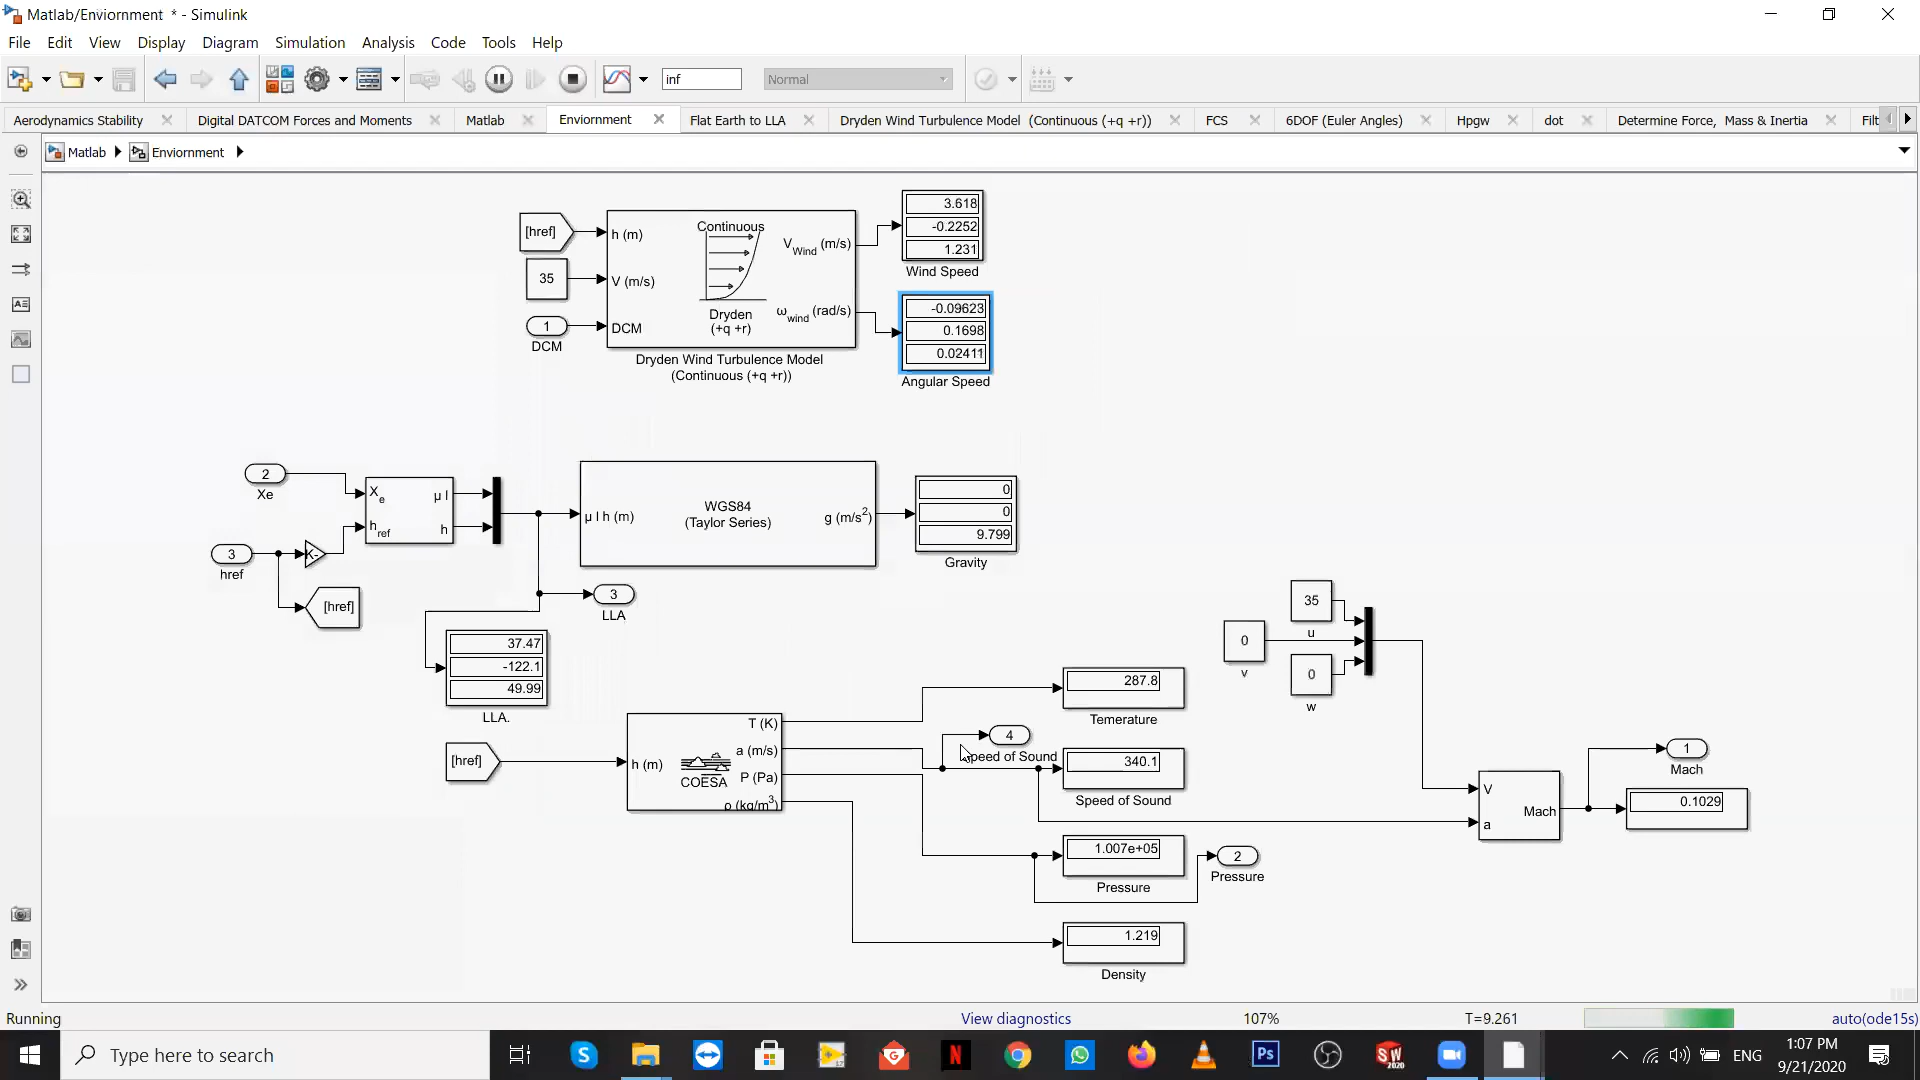 Matlab/Enviornment * - Simulink
File Edit View Display Diagram Simulation Analysis Code Tools Help
inf Normal
Aerodynamics Stability Digital DATCOM Forces and Moments Matlab Enviornment Flat Earth to LLA Dryden Wind Turbulence Model (Continuous (+q +r)) FCS 6DOF (Euler Angles) Hpgw dot Determine Force, Mass & Inertia Filt
Matlab Enviornment
[href]
35
1
DCM
h (m)
V (m/s)
DCM
Continuous
Dryden
(+q +r)
VWind (m/s)
ωwind (rad/s)
Dryden Wind Turbulence Model
(Continuous (+q +r))
3.618
-0.2252
1.231
Wind Speed
-0.09623
0.1698
0.02411
Angular Speed
2
Xe
3
href
K-
[href]
Xe
href
μ l
h
μ l h (m)
WGS84
(Taylor Series)
g (m/s²)
0
0
9.799
Gravity
3
LLA
37.47
-122.1
49.99
LLA.
[href]
h (m)
COESA
T (K)
a (m/s)
P (Pa)
ρ (kg/m³)
287.8
Temerature
4
Speed of Sound
340.1
Speed of Sound
1.007e+05
Pressure
2
Pressure
1.219
Density
35
u
0
v
0
w
V
a
Mach
1
Mach
0.1029
Running View diagnostics 107% T=9.261 auto(ode15s)
Type here to search
ENG
1:07 PM
9/21/2020